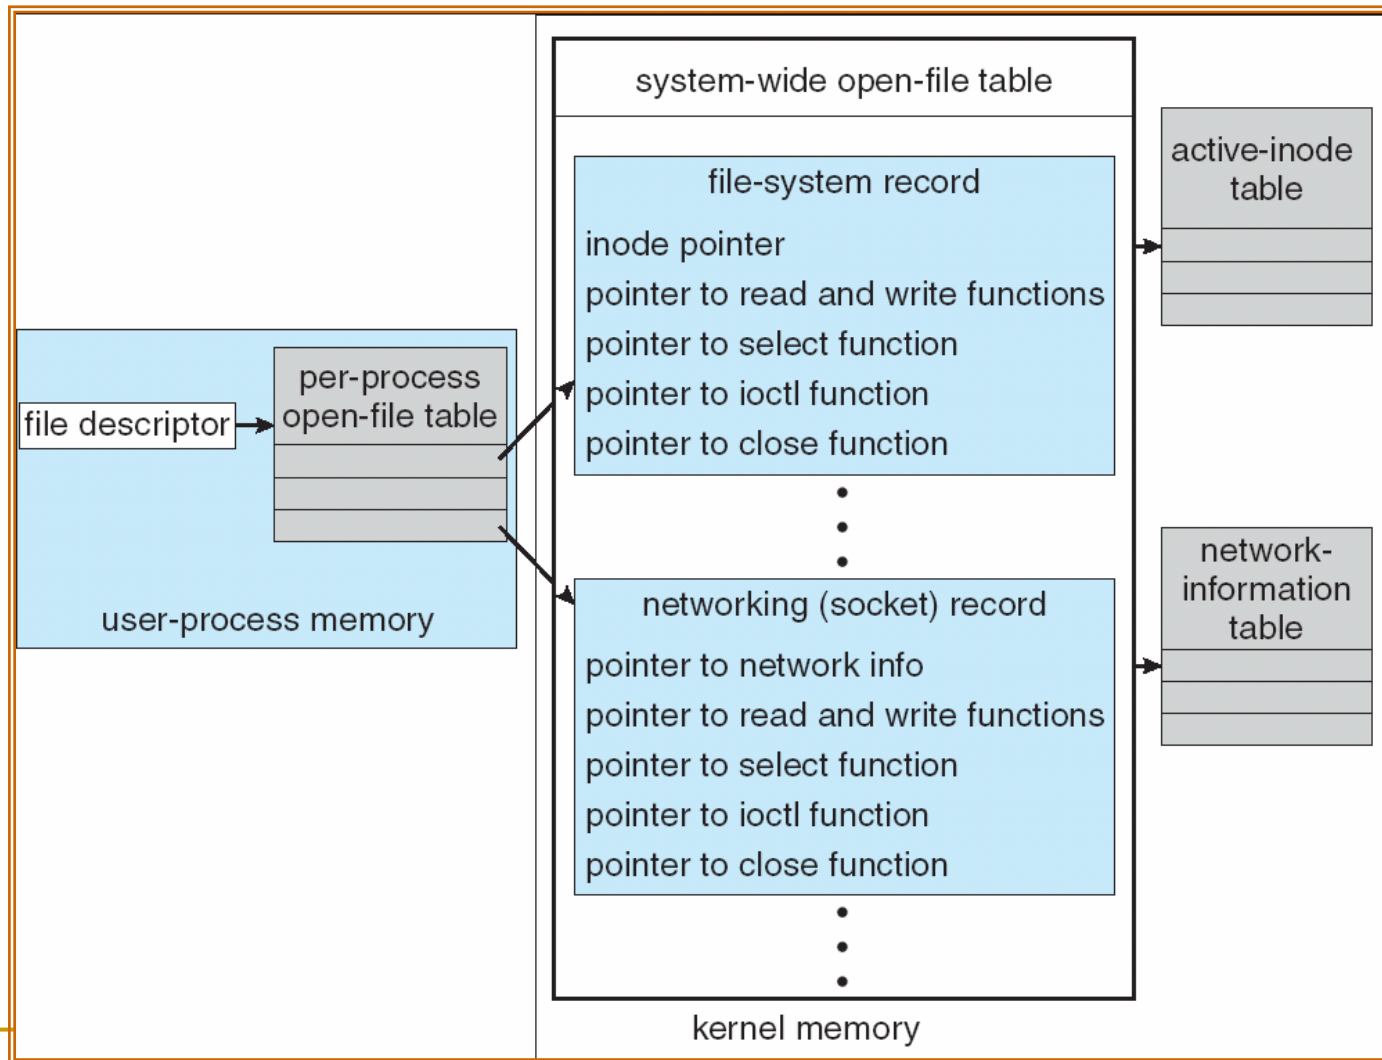 file descriptor
per-process
open-file table
user-process memory
system-wide open-file table
file-system record
inode pointer
pointer to read and write functions
pointer to select function
pointer to ioctl function
pointer to close function
networking (socket) record
pointer to network info
pointer to read and write functions
pointer to select function
pointer to ioctl function
pointer to close function
kernel memory
active-inode
table
network-
information
table